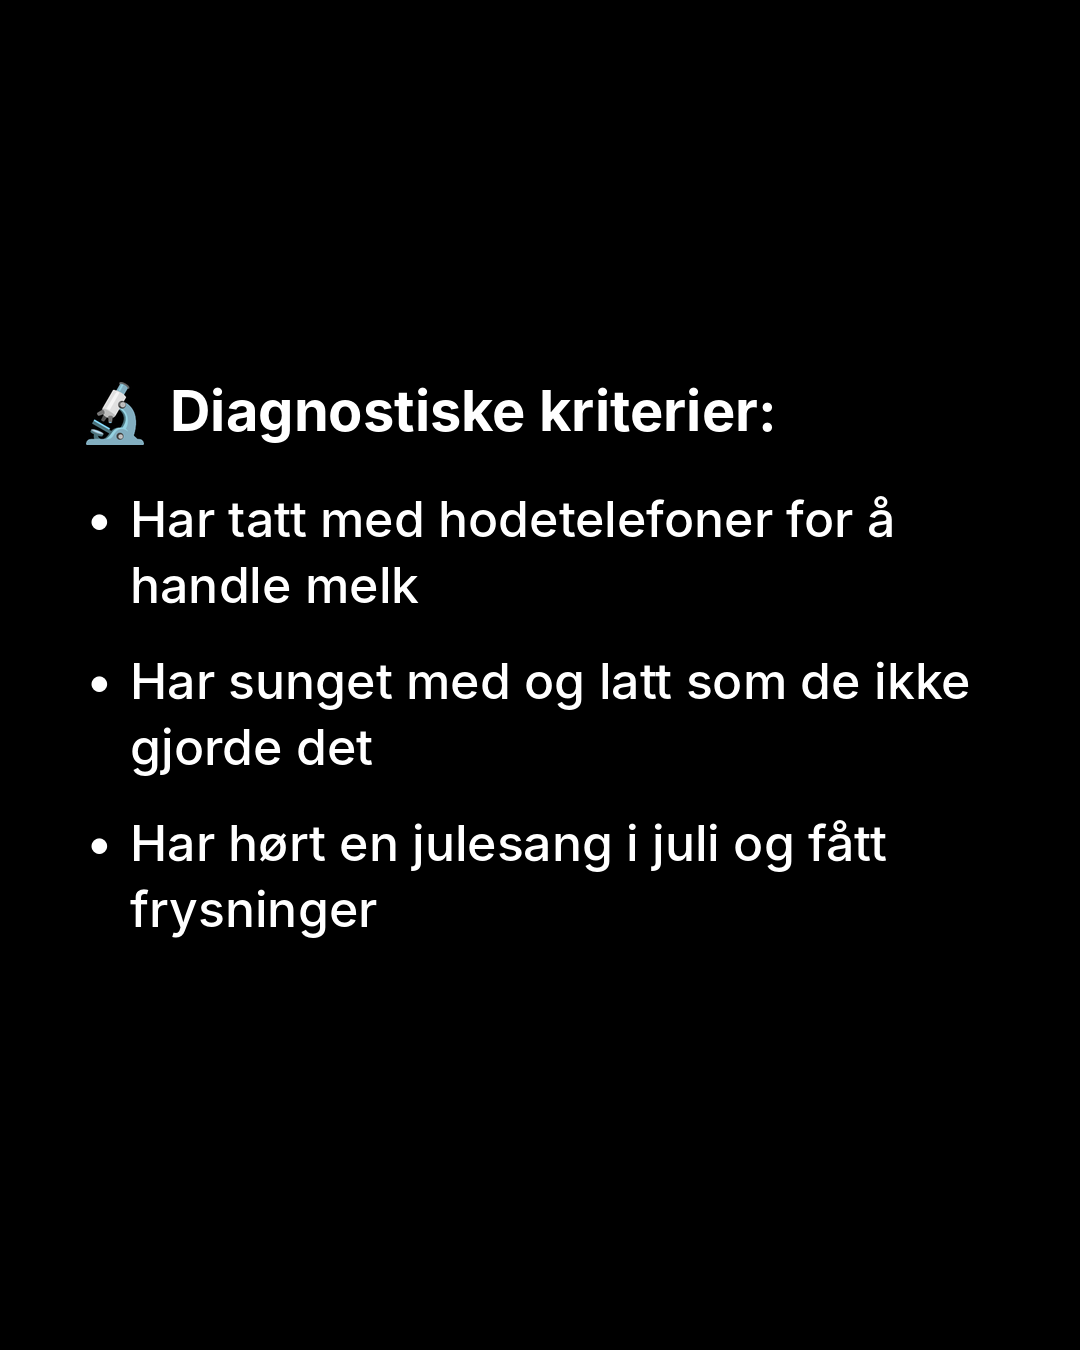 🔬 Diagnostiske kriterier:
• Har tatt med hodetelefoner for å
handle melk
• Har sunget med og latt som de ikke
gjorde det
• Har hørt en julesang i juli og fått
frysninger